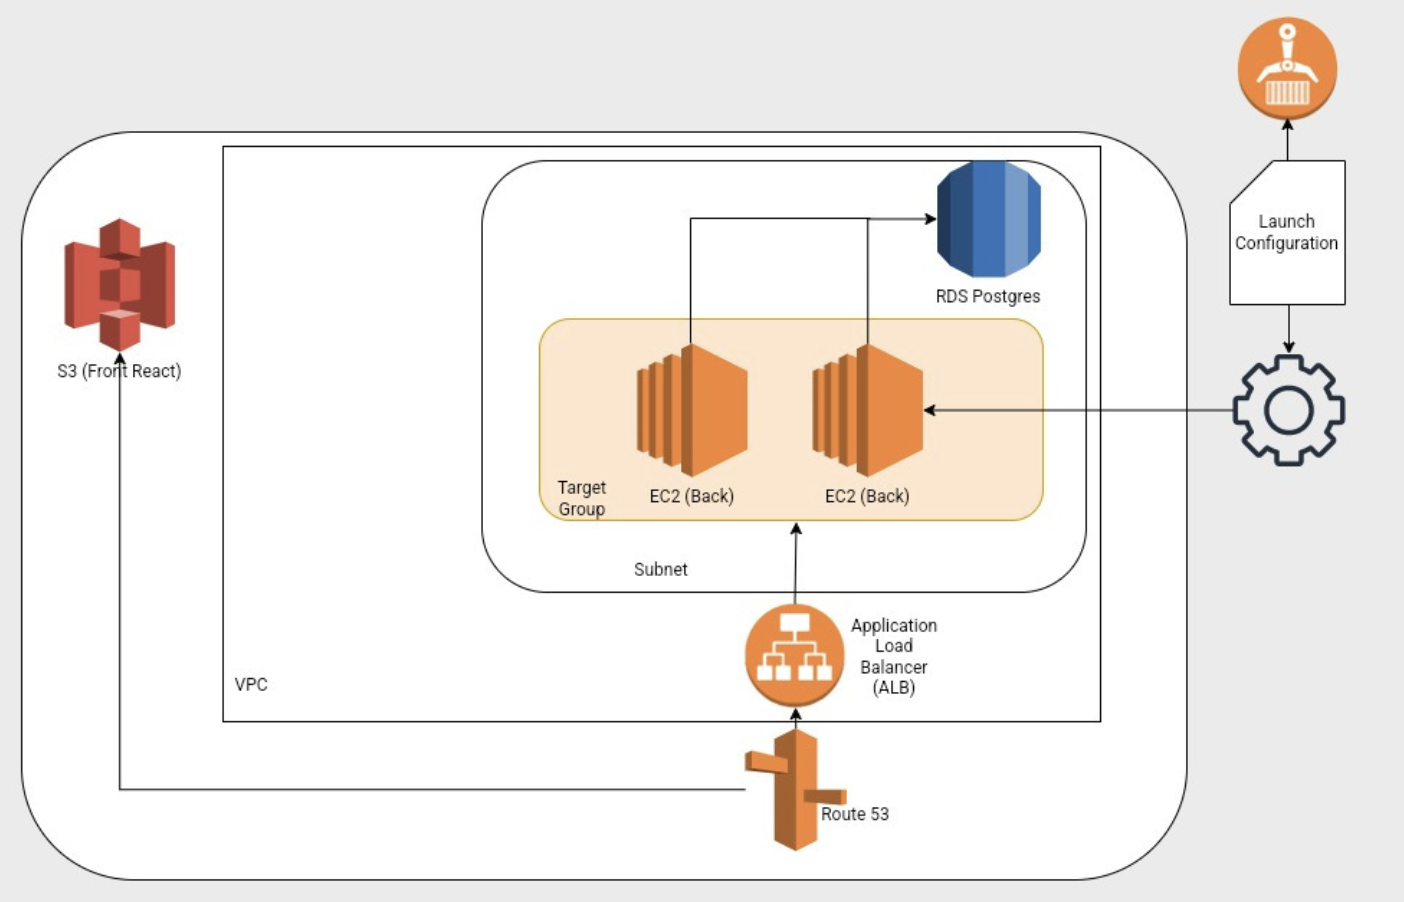 Launch
Configuration
RDS Postgres
S3 (Front React)
Target
Group
EC2 (Back)
EC2 (Back)
Subnet
Application
Load
Balancer
(ALB)
VPC
Route 53